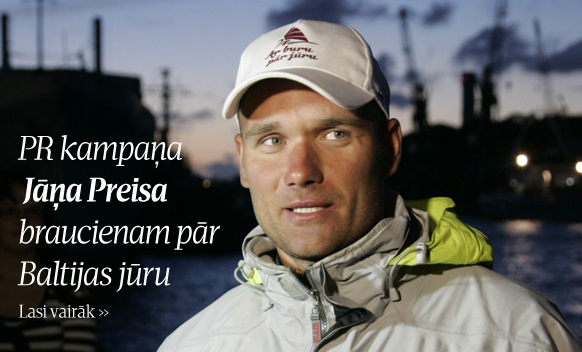 Ar buru
pār jūru
PR kampaņa
Jāņa Preisa
braucienam pār
Baltijas jūru
Lasi vairāk >>